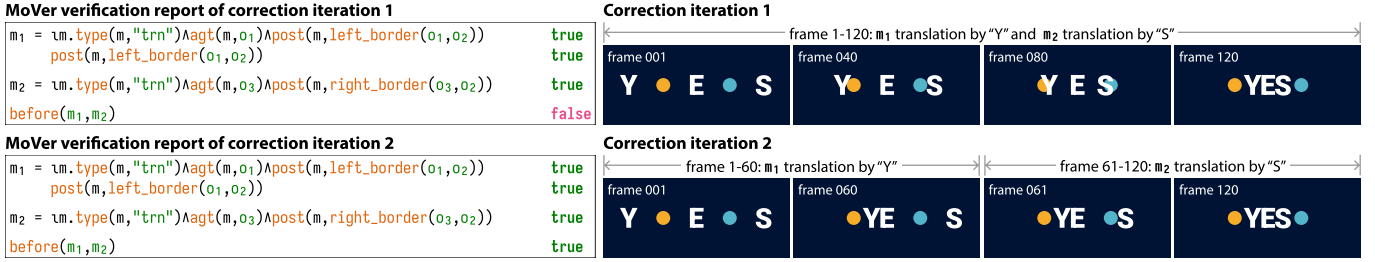 MoVer verification report of correction iteration 1
m₁ = ιm.type(m,"trn")∧agt(m,o₁)∧post(m,left_border(o₁,o₂)) true
post(m,left_border(o₁,o₂)) true
m₂ = ιm.type(m,"trn")∧agt(m,o₃)∧post(m,right_border(o₃,o₂)) true
before(m₁,m₂) false
Correction iteration 1
frame 1-120: m₁ translation by “Y” and m₂ translation by “S”
frame 001
Y E S
frame 040
Y E S
frame 080
Y E S
frame 120
YES
MoVer verification report of correction iteration 2
m₁ = ιm.type(m,"trn")∧agt(m,o₁)∧post(m,left_border(o₁,o₂)) true
post(m,left_border(o₁,o₂)) true
m₂ = ιm.type(m,"trn")∧agt(m,o₃)∧post(m,right_border(o₃,o₂)) true
before(m₁,m₂) true
Correction iteration 2
frame 1-60: m₁ translation by “Y”
frame 61-120: m₂ translation by “S”
frame 001
Y E S
frame 060
YE S
frame 061
YE S
frame 120
YES